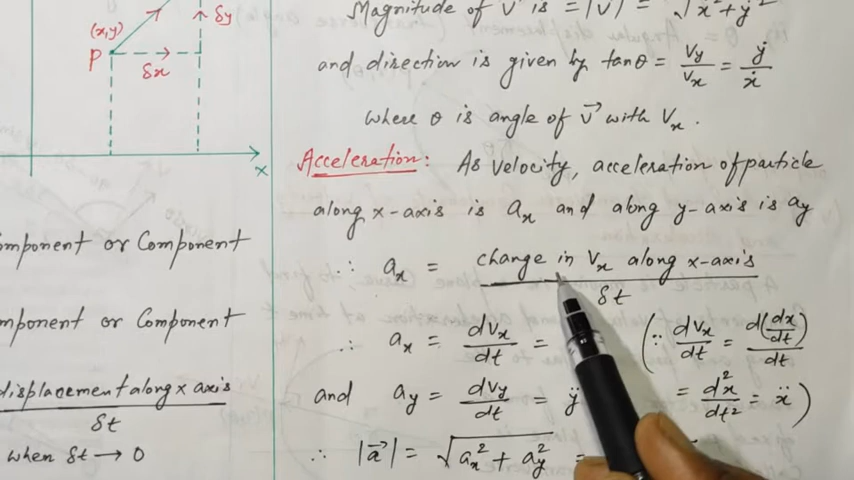 (x,y)
P
δx
δy
x
omponent or Component
mponent or Component
displacement along x axis
δt
when δt → 0
Magnitude of V is = |V| = √ẋ²+ẏ²
and direction is given by tanθ = Vy/Vx = ẏ/ẋ
where θ is angle of V⃗ with Vx.
Acceleration: As velocity, acceleration of particle
along x-axis is ax and along y-axis is ay
∴ ax = change in Vx along x-axis / δt
∴ ax = dVx/dt = (∵ dVx/dt = d(dx/dt)/dt
and ay = dVy/dt = ÿ = d²x/dt² = ẍ)
∴ |a⃗| = √ax² + ay² =